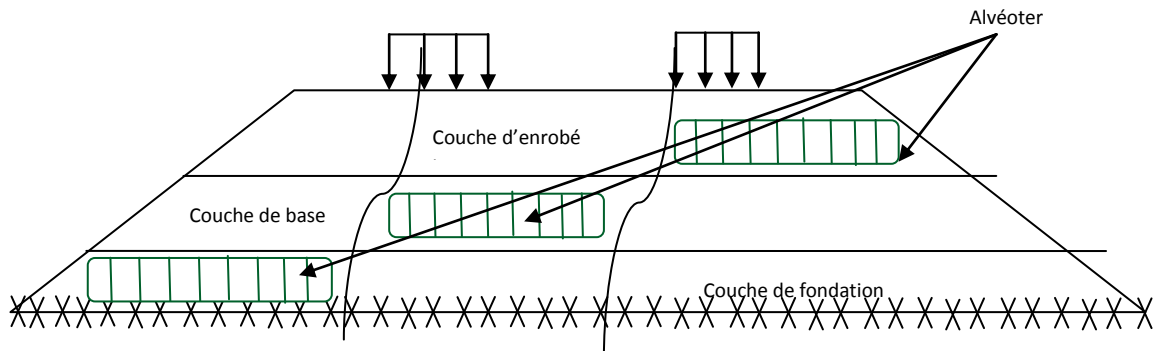 Alvéoter
Couche d'enrobé
Couche de base
Couche de fondation